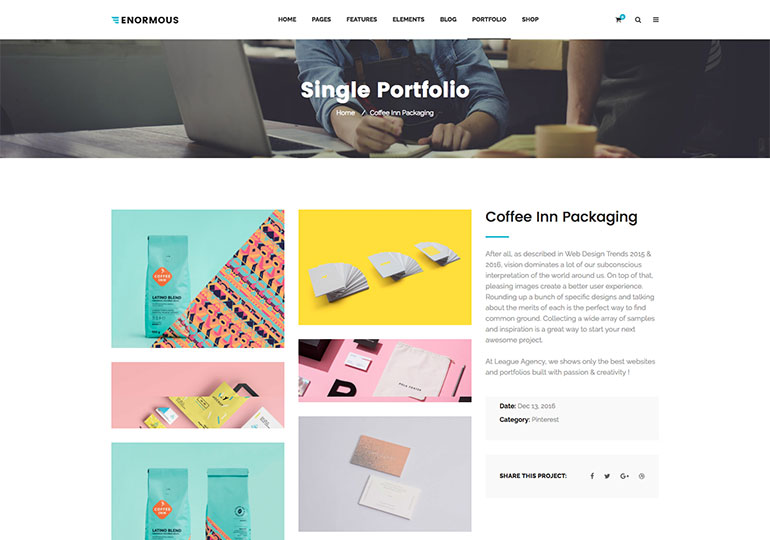 ENORMOUS
HOME PAGES FEATURES ELEMENTS BLOG PORTFOLIO SHOP
Single Portfolio
Home / Coffee Inn Packaging
COFFEE
INN
LATINO BLEND
Coffee Inn Packaging
After all, as described in Web Design Trends 2015 &
2016, vision dominates a lot of our subconscious
interpretation of the world around us. On top of that,
pleasing images create a better user experience.
Rounding up a bunch of specific designs and talking
about the merits of each is the perfect way to find
common ground. Collecting a wide array of samples
and inspiration is a great way to start your next
awesome project.
At League Agency, we shows only the best websites
and portfolios built with passion & creativity !
Date: Dec 13, 2016
Category: Pinterest
SHARE THIS PROJECT:
COFFEE
INN
LATINO BLEND